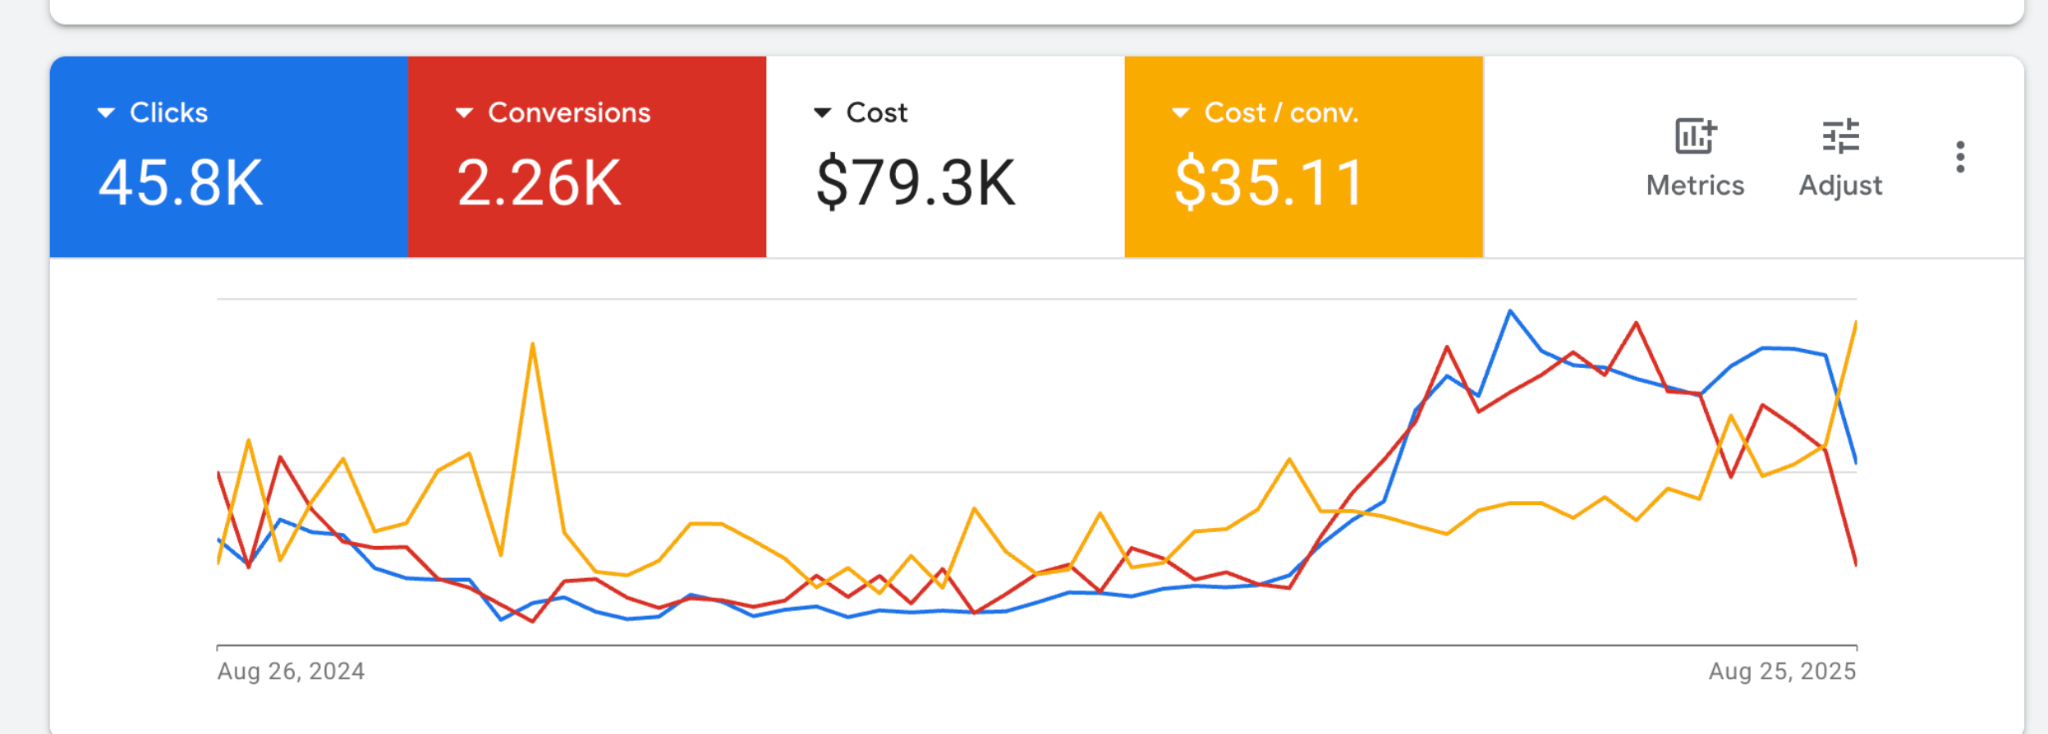 Clicks
45.8K
Conversions
2.26K
Cost
$79.3K
Cost / conv.
$35.11
Metrics
Adjust
Aug 26, 2024
Aug 25, 2025